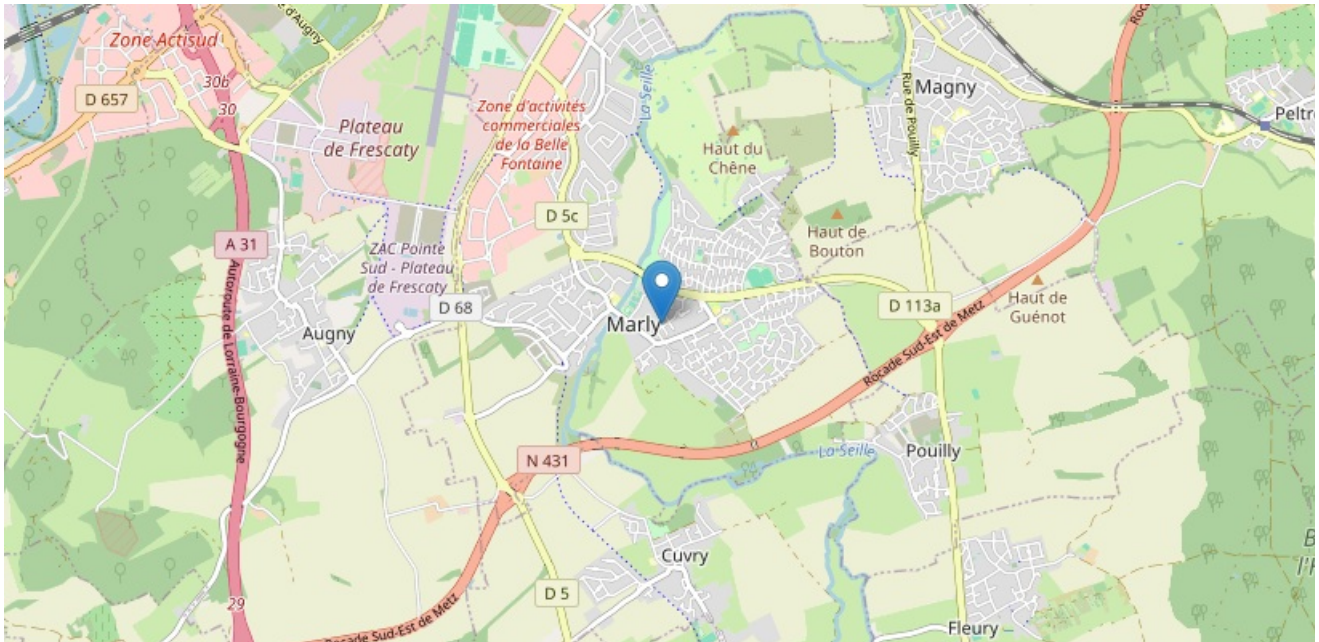 Zone Actisud
d'Augny
30b
30
D 657
Plateau
de Frescaty
Zone d'activités
commerciales
de la Belle
Fontaine
La Seille
Haut du
Chêne
Magny
Rue de Pouilly
Peltre
D 5c
A 31
Autoroute de Lorraine-Bourgogne
ZAC Pointe
Sud - Plateau
de Frescaty
Haut de
Bouton
D 68
Augny
Marly
D 113a
Haut de
Guénot
Rocade Sud-Est de Metz
N 431
La Seille
Pouilly
Cuvry
D 5
29
Rocade Sud-Est de Metz
Fleury